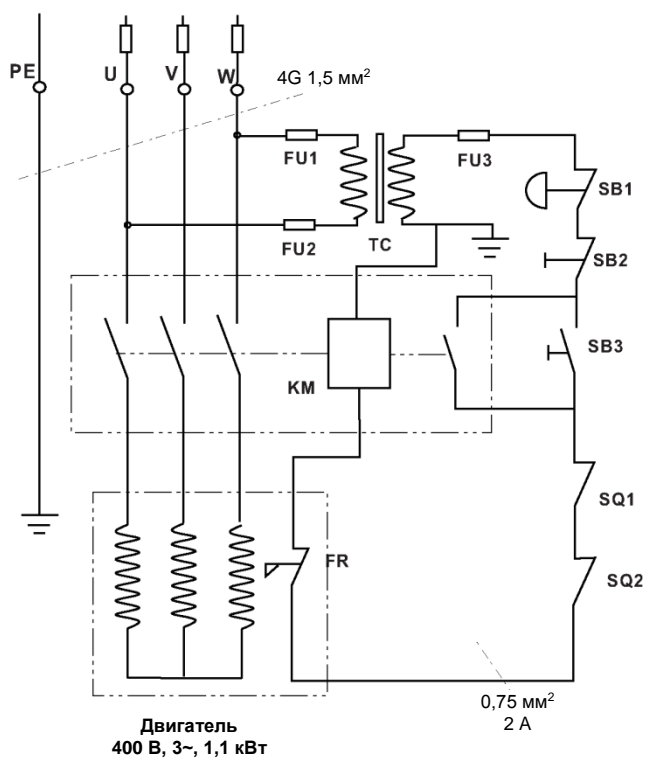 PE
U
V
W
4G 1,5 мм²
FU1
FU3
SB1
FU2
TC
SB2
SB3
KM
SQ1
FR
SQ2
0,75 мм²
2 А
Двигатель
400 В, 3~, 1,1 кВт